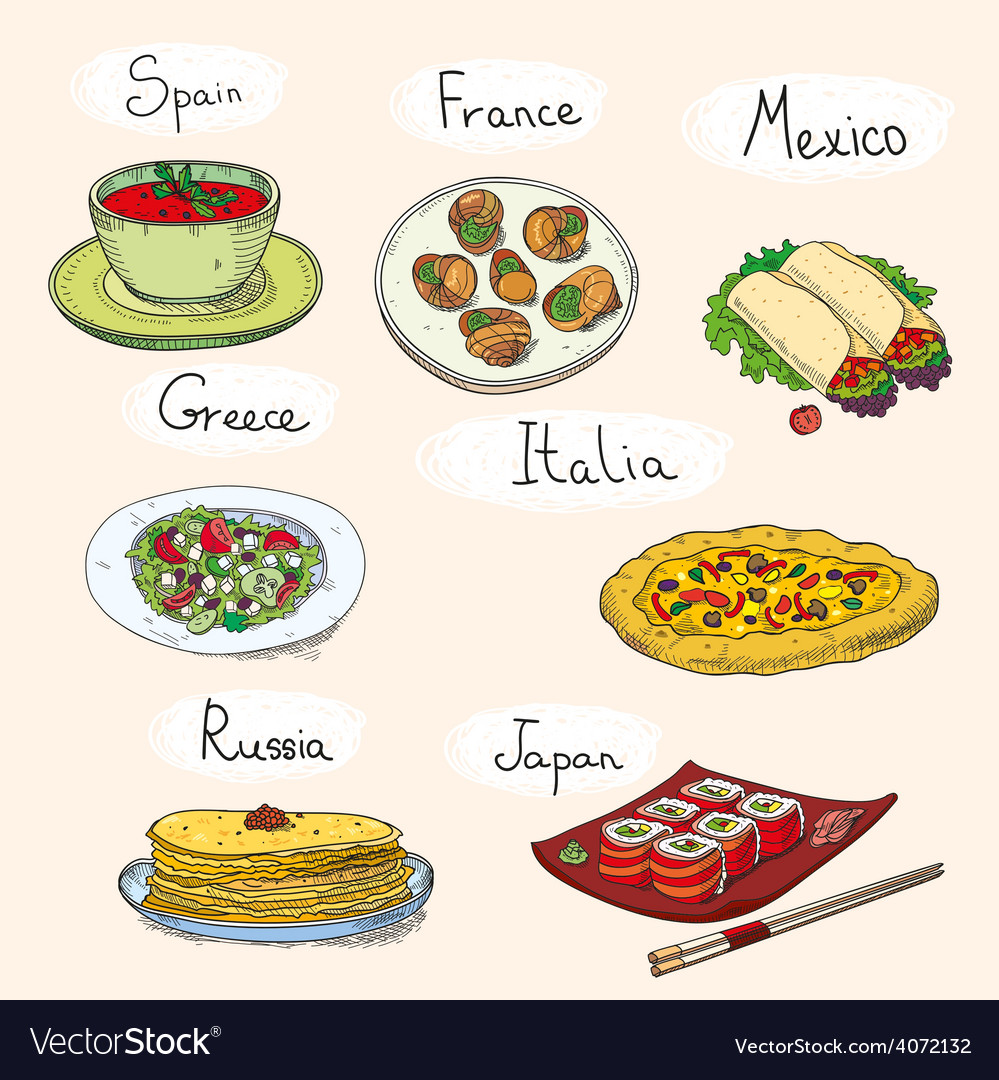 Spain
France
Mexico
Greece
Italia
Russia
Japan
VectorStock®
VectorStock.com/4072132